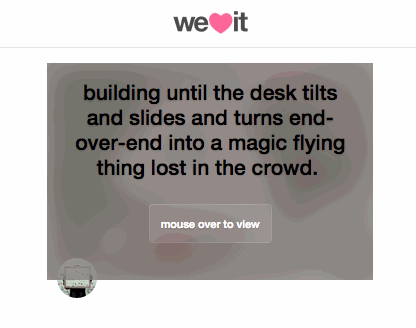 we it
building until the desk tilts
and slides and turns end-
over-end into a magic flying
thing lost in the crowd.
mouse over to view